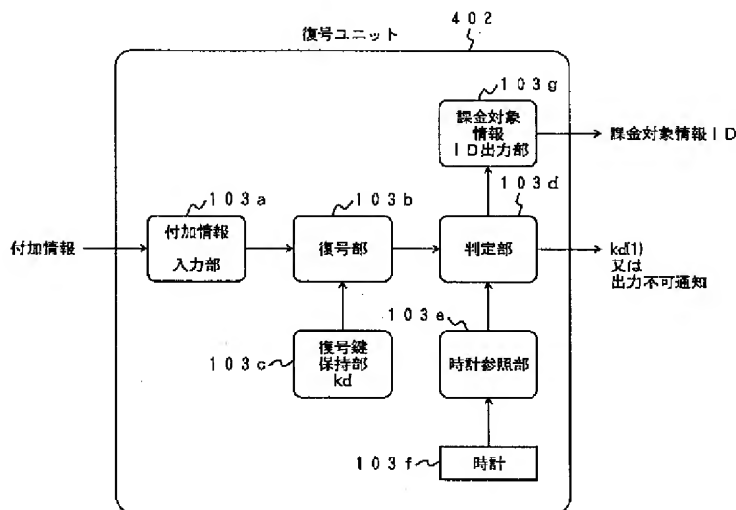 402
復号ユニット
103g
課金対象
情報
ID出力部
課金対象情報ID
103a
103b
103d
付加情報
付加情報
入力部
復号部
判定部
kd(1)
又は
出力不可通知
103e
103c
復号鍵
保持部
kd
時計参照部
103f
時計